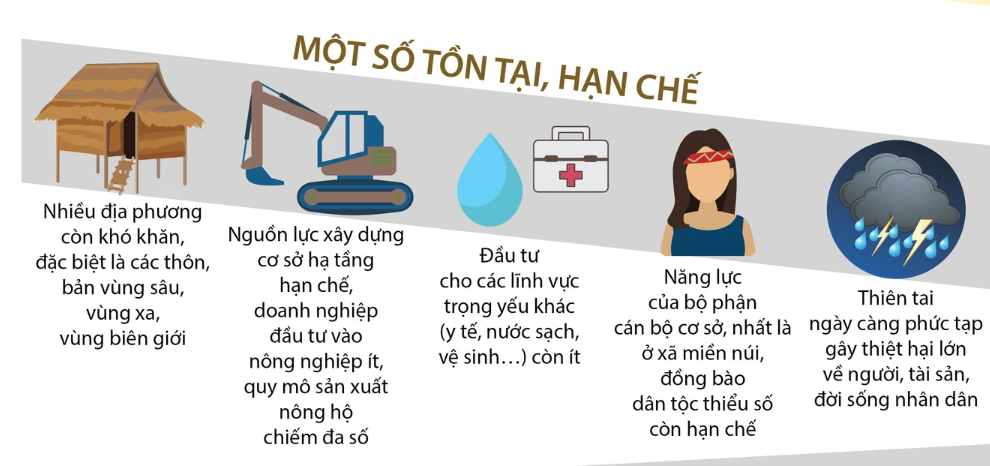 MỘT SỐ TỒN TẠI, HẠN CHẾ
Nhiều địa phương
còn khó khăn,
đặc biệt là các thôn,
bản vùng sâu,
vùng xa,
vùng biên giới
Nguồn lực xây dựng
cơ sở hạ tầng
hạn chế,
doanh nghiệp
đầu tư vào
nông nghiệp ít,
quy mô sản xuất
nông hộ
chiếm đa số
Đầu tư
cho các lĩnh vực
trọng yếu khác
(y tế, nước sạch,
vệ sinh...) còn ít
Năng lực
của bộ phận
cán bộ cơ sở, nhất là
ở xã miền núi,
đồng bào
dân tộc thiểu số
còn hạn chế
Thiên tai
ngày càng phức tạp
gây thiệt hại lớn
về người, tài sản,
đời sống nhân dân